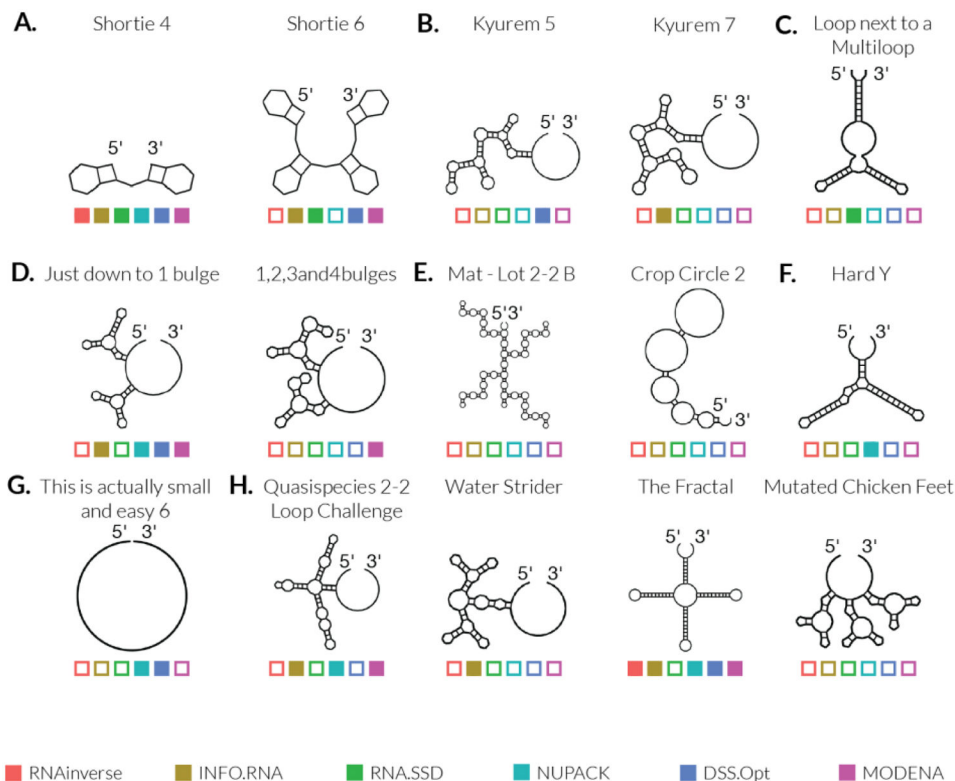 A. Shortie 4 Shortie 6 B. Kyurem 5 Kyurem 7 C. Loop next to a
Multiloop
5' 3' 5' 3' 5' 3' 5' 3' 5' 3'
D. Just down to 1 bulge 1,2,3and4bulges E. Mat - Lot 2-2 B Crop Circle 2 F. Hard Y
5' 3' 5' 3' 5'3' 5' 3' 5' 3'
G. This is actually small H. Quasispecies 2-2 Water Strider The Fractal Mutated Chicken Feet
and easy 6 Loop Challenge
5' 3' 5' 3' 5' 3' 5' 3' 5' 3'
RNAinverse INFO.RNA RNA.SSD NUPACK DSS.Opt MODENA